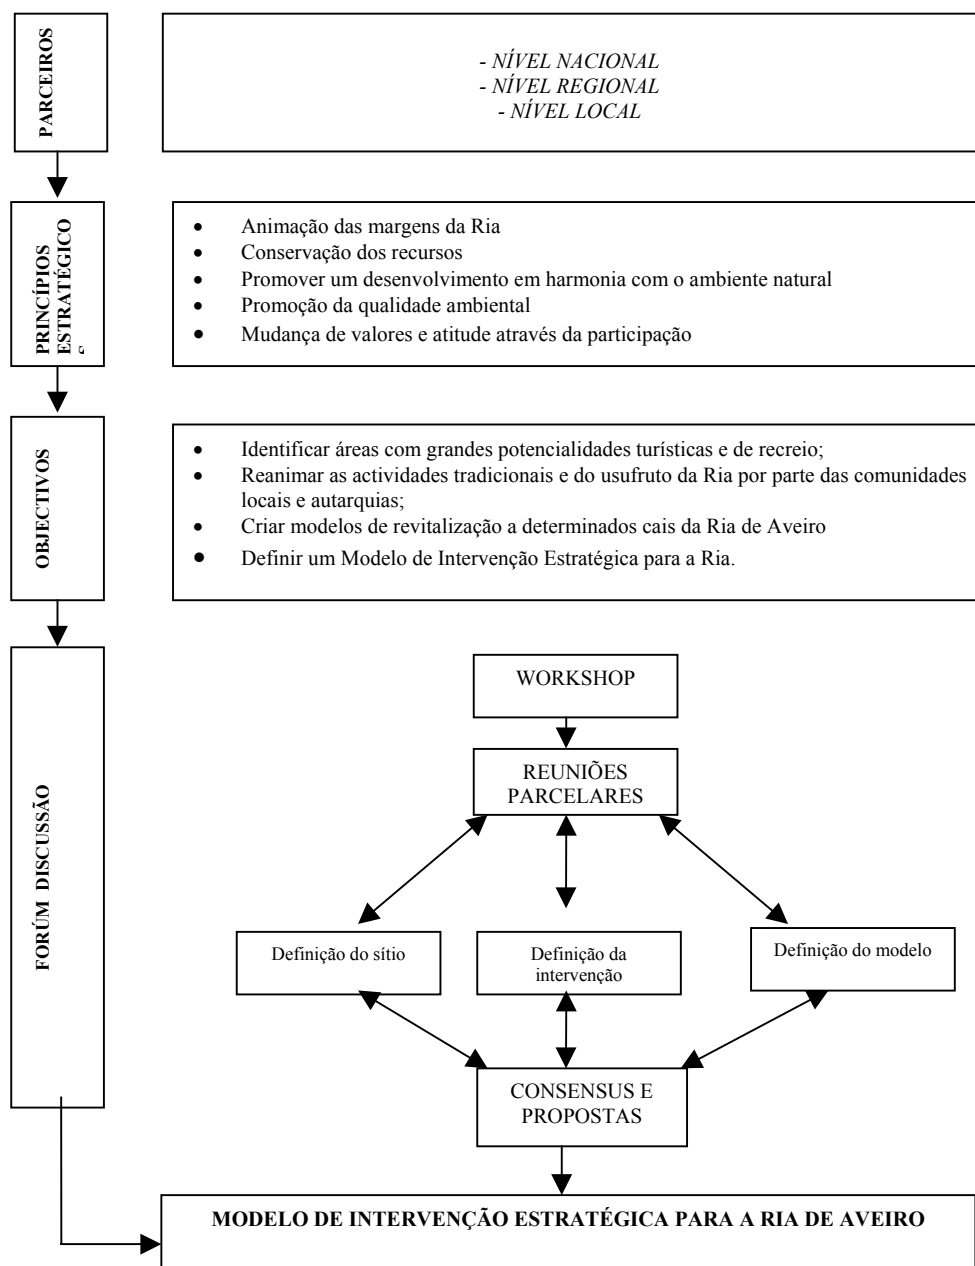 PARCEIROS
- NÍVEL NACIONAL
- NÍVEL REGIONAL
- NÍVEL LOCAL
PRINCÍPIOS
ESTRATÉGICO
S
• Animação das margens da Ria
• Conservação dos recursos
• Promover um desenvolvimento em harmonia com o ambiente natural
• Promoção da qualidade ambiental
• Mudança de valores e atitude através da participação
OBJECTIVOS
• Identificar áreas com grandes potencialidades turísticas e de recreio;
• Reanimar as actividades tradicionais e do usufruto da Ria por parte das comunidades
locais e autarquias;
• Criar modelos de revitalização a determinados cais da Ria de Aveiro
• Definir um Modelo de Intervenção Estratégica para a Ria.
FORÚM DISCUSSÃO
WORKSHOP
REUNIÕES
PARCELARES
Definição do sítio
Definição da
intervenção
Definição do modelo
CONSENSUS E
PROPOSTAS
MODELO DE INTERVENÇÃO ESTRATÉGICA PARA A RIA DE AVEIRO